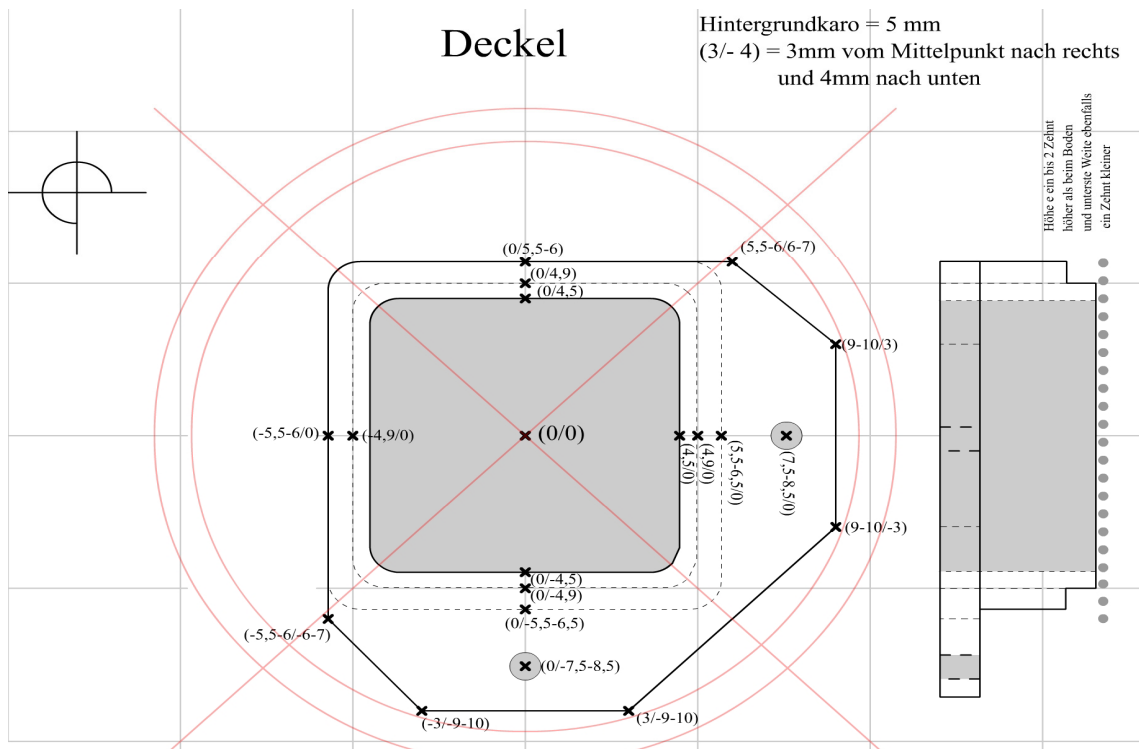 Deckel
Hintergrundkaro = 5 mm
(3/- 4) = 3mm vom Mittelpunkt nach rechts
und 4mm nach unten
Höhe e ein bis 2 Zehnt
höher als beim Boden
und unterste Weite ebenfalls
ein Zehnt kleiner
(0/5,5-6)
(5,5-6/6-7)
(0/4,9)
(0/4,5)
(9-10/3)
(-5,5-6/0)
(-4,9/0)
(0/0)
(4,5/0)
(4,9/0)
(5,5-6,5/0)
(7,5-8,5/0)
(9-10/-3)
(0/-4,5)
(0/-4,9)
(0/-5,5-6,5)
(-5,5-6/-6-7)
(0/-7,5-8,5)
(-3/-9-10)
(3/-9-10)